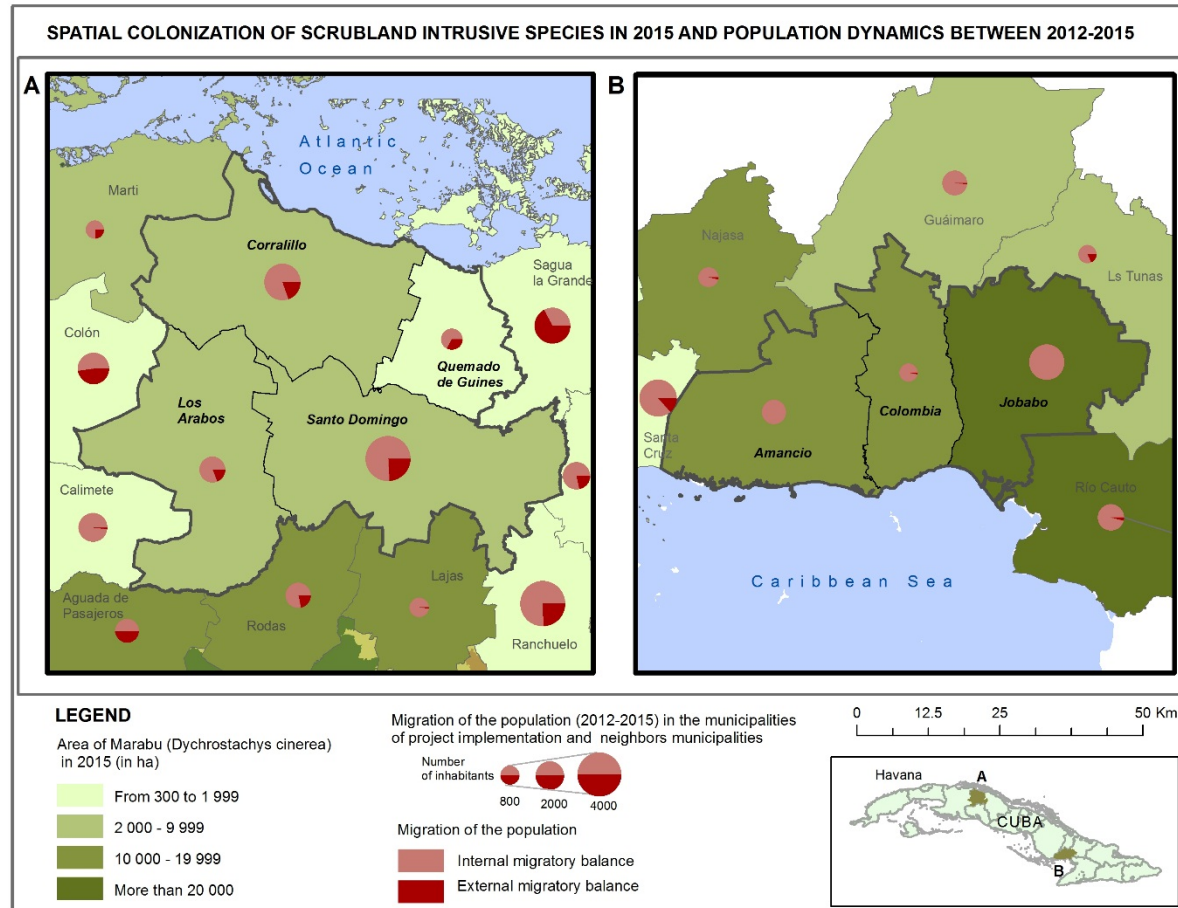 SPATIAL COLONIZATION OF SCRUBLAND INTRUSIVE SPECIES IN 2015 AND POPULATION DYNAMICS BETWEEN 2012-2015
A
Atlantic
Ocean
Marti
Corralillo
Sagua
la Grande
Colón
Quemado
de Guines
Los
Arabos
Santo Domingo
Calimete
Aguada de
Pasajeros
Rodas
Lajas
Ranchuelo
B
Guáimaro
Najasa
Ls Tunas
Santa
Cruz
Amancio
Colombia
Jobabo
Río Cauto
Caribbean Sea
LEGEND
Area of Marabu (Dychrostachys cinerea)
in 2015 (in ha)
From 300 to 1 999
2 000 - 9 999
10 000 - 19 999
More than 20 000
Migration of the population (2012-2015) in the municipalities
of project implementation and neighbors municipalities
Number
of inhabitants
800 2000 4000
Migration of the population
Internal migratory balance
External migratory balance
0 12.5 25 50 Km
Havana
A
CUBA
B